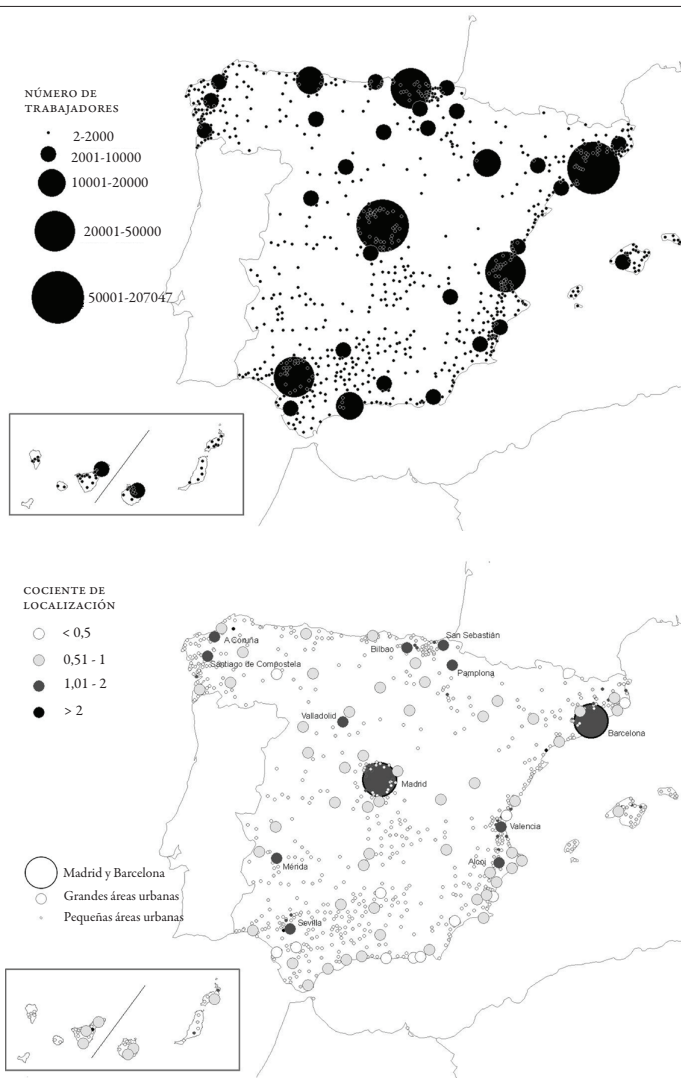 NÚMERO DE
TRABAJADORES
2-2000
2001-10000
10001-20000
20001-50000
50001-207047
COCIENTE DE
LOCALIZACIÓN
< 0,5
0,51 - 1
1,01 - 2
> 2
A Coruña
Santiago de Compostela
Bilbao
San Sebastián
Pamplona
Valladolid
Barcelona
Madrid
Valencia
Alcoi
Mérida
Sevilla
Madrid y Barcelona
Grandes áreas urbanas
Pequeñas áreas urbanas